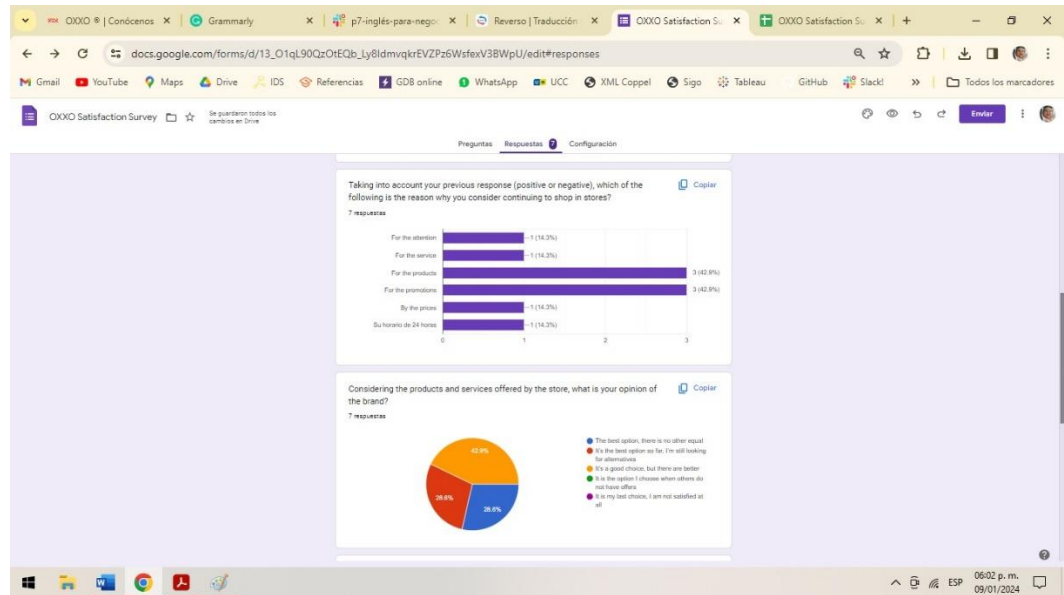 OXXO ® | Conócenos
Grammarly
p7-inglés-para-negoc
Reverso | Traducción
OXXO Satisfaction Su
OXXO Satisfaction Su
docs.google.com/forms/d/13_O1qL90QzOtEQb_Ly8IdmvqkrEVZPz6WsfexV3BWpU/edit#responses
Gmail YouTube Maps Drive IDS Referencias GDB online WhatsApp UCC XML Coppel Sigo Tableau GitHub Slack! » Todos los marcadores
OXXO Satisfaction Survey
Se guardaron todos los
cambios en Drive
Enviar
Preguntas Respuestas 7 Configuración
Taking into account your previous response (positive or negative), which of the
following is the reason why you consider continuing to shop in stores?
Copiar
7 respuestas
For the attention 1 (14.3%)
For the service 1 (14.3%)
For the products 3 (42.9%)
For the promotions 3 (42.9%)
By the prices 1 (14.3%)
Su horario de 24 horas 1 (14.3%)
0 1 2 3
Considering the products and services offered by the store, what is your opinion of
the brand?
Copiar
7 respuestas
42.9%
28.6%
28.6%
The best option, there is no other equal
It's the best option so far. I'm still looking
for alternatives
It's a good choice, but there are better
It is the option I choose when others do
not have offers
It is my last choice, I am not satisfied at
all
ESP
06:02 p. m.
09/01/2024